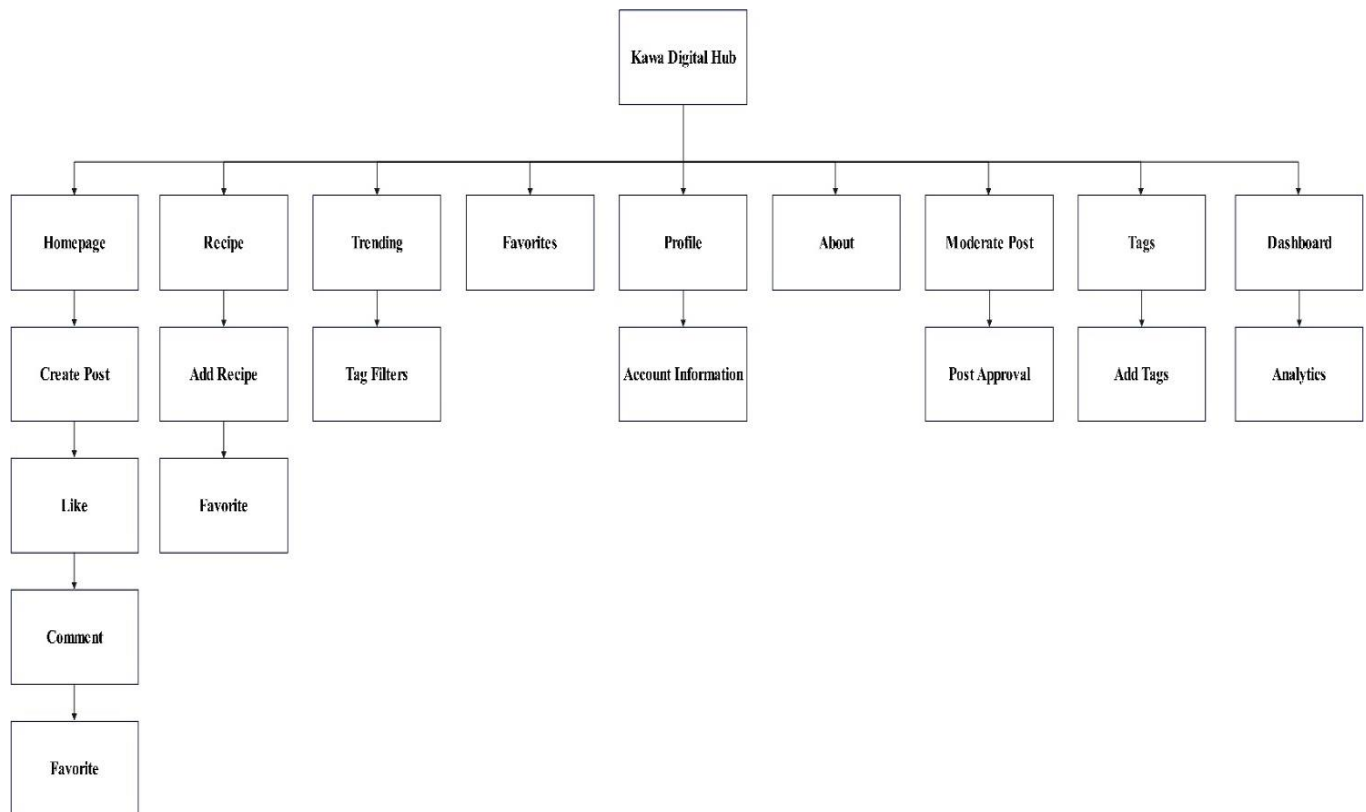 Kawa Digital Hub
Homepage
Recipe
Trending
Favorites
Profile
About
Moderate Post
Tags
Dashboard
Create Post
Add Recipe
Tag Filters
Account Information
Post Approval
Add Tags
Analytics
Like
Favorite
Comment
Favorite